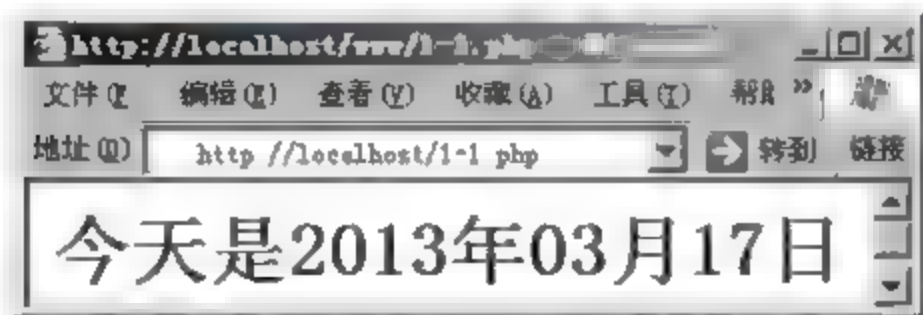 http://localhost/www/1-1.php
文件(F) 编辑(E) 查看(V) 收藏(A) 工具(T) 帮助 »
地址(D) http //localhost/1-1 php 转到 链接
今天是2013年03月17日